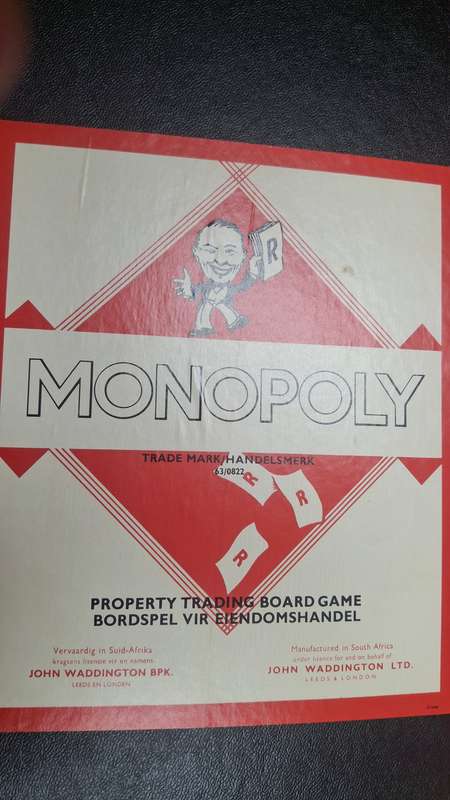 R
MONOPOLY
TRADE MARK/HANDELSMERK
63/0822
R
R
R
PROPERTY TRADING BOARD GAME
BORDSPEL VIR EIENDOMSHANDEL
Vervaardig in Suid-Afrika
kragtens lisensie vir en namens
JOHN WADDINGTON BPK.
LEEDS EN LONDEN
Manufactured in South Africa
under licence for and on behalf of
JOHN WADDINGTON LTD.
LEEDS & LONDON